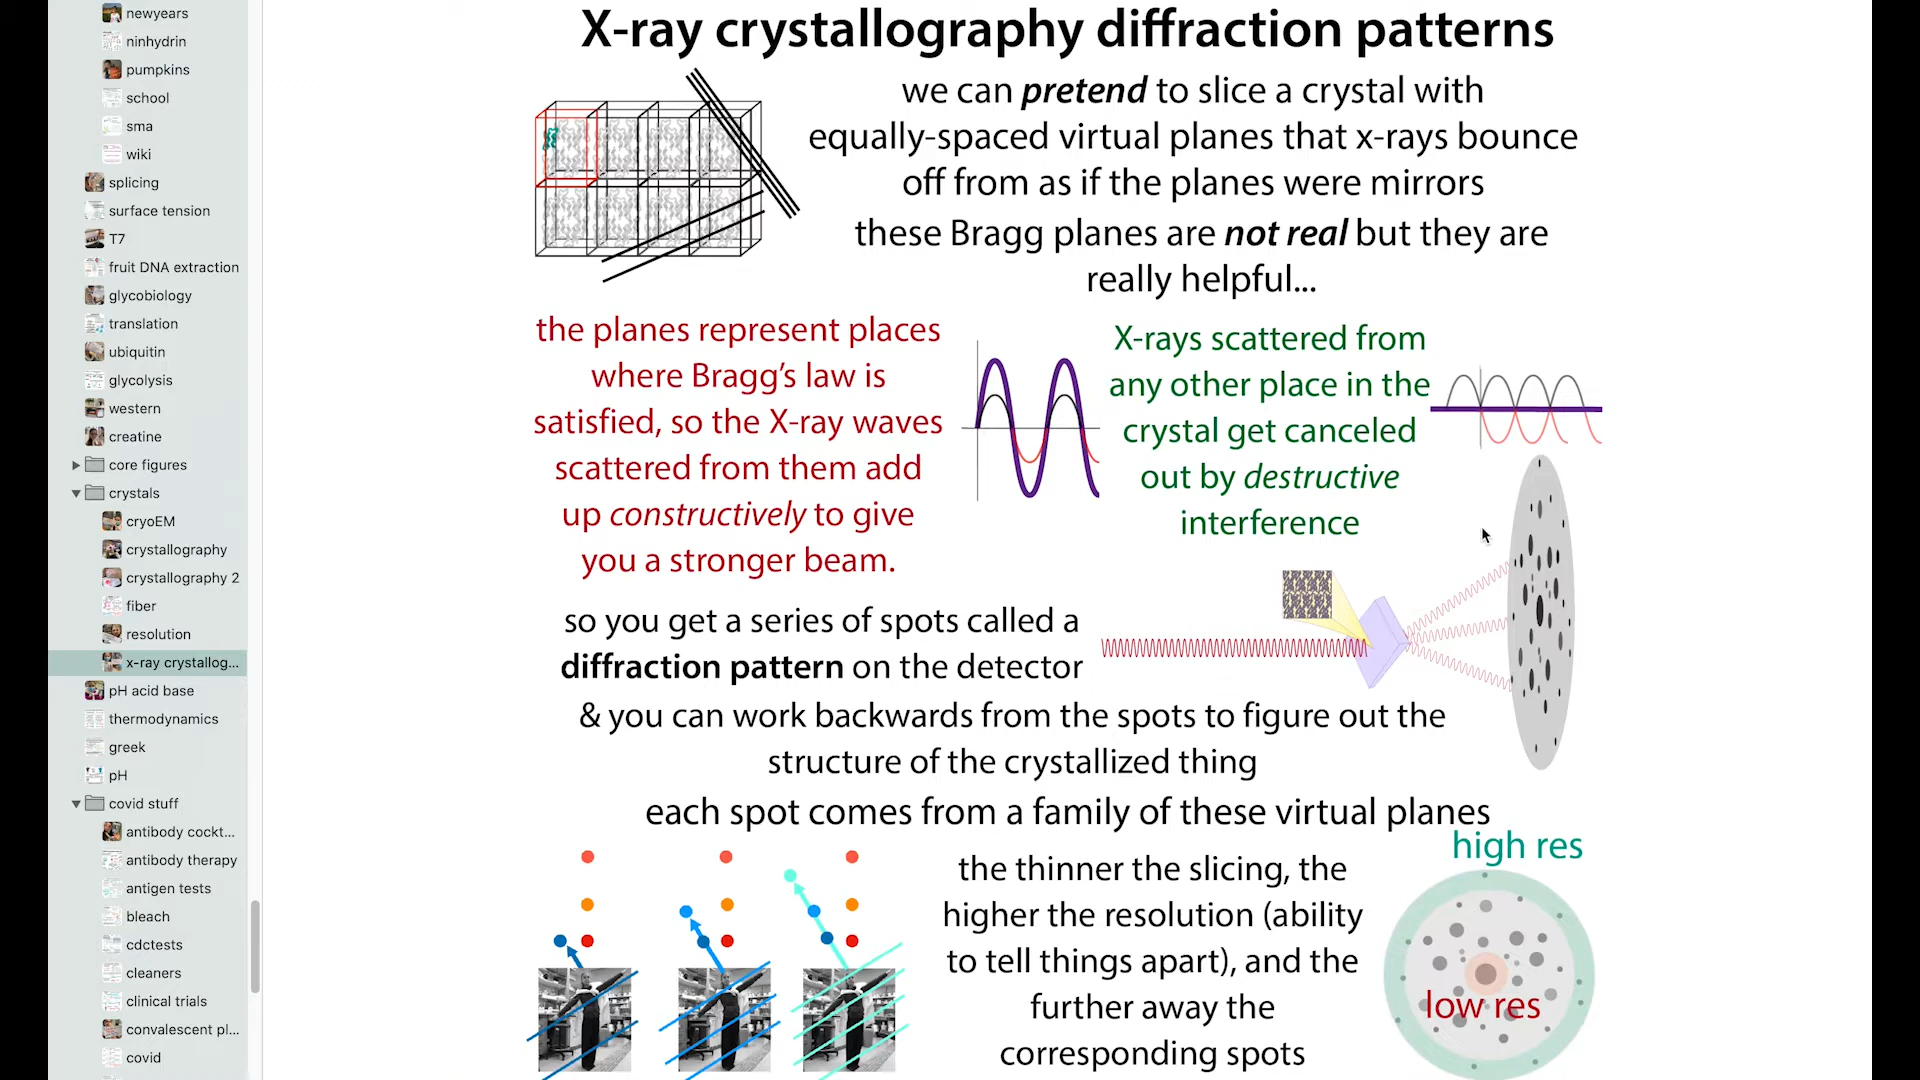 newyears
ninhydrin
pumpkins
school
sma
wiki
splicing
surface tension
T7
fruit DNA extraction
glycobiology
translation
ubiquitin
glycolysis
western
creatine
core figures
crystals
cryoEM
crystallography
crystallography 2
fiber
resolution
x-ray crystallog...
pH acid base
thermodynamics
greek
pH
covid stuff
antibody cockt...
antibody therapy
antigen tests
bleach
cdctests
cleaners
clinical trials
convalescent pl...
covid
X-ray crystallography diffraction patterns
we can pretend to slice a crystal with
equally-spaced virtual planes that x-rays bounce
off from as if the planes were mirrors
these Bragg planes are not real but they are
really helpful...
the planes represent places
where Bragg's law is
satisfied, so the X-ray waves
scattered from them add
up constructively to give
you a stronger beam.
X-rays scattered from
any other place in the
crystal get canceled
out by destructive
interference
so you get a series of spots called a
diffraction pattern on the detector
& you can work backwards from the spots to figure out the
structure of the crystallized thing
each spot comes from a family of these virtual planes
the thinner the slicing, the
higher the resolution (ability
to tell things apart), and the
further away the
corresponding spots
high res
low res